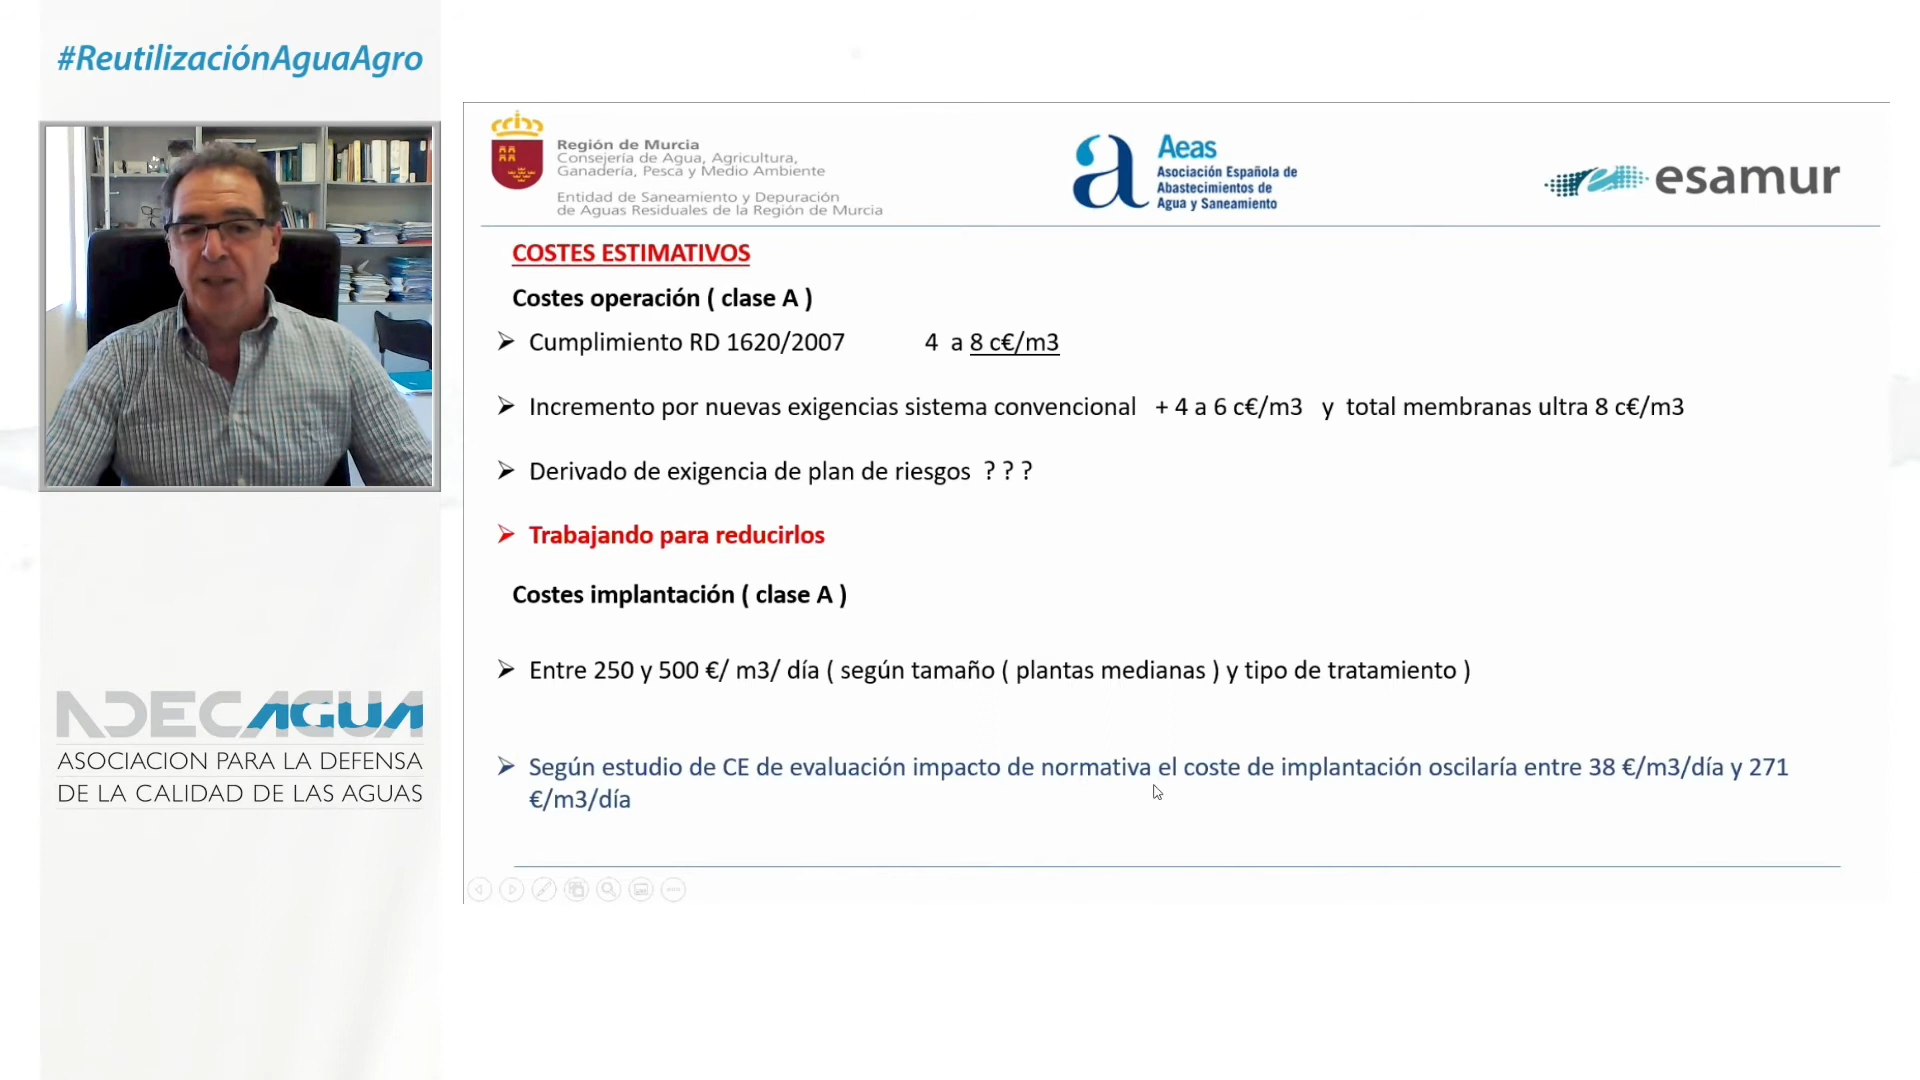 #ReutilizaciónAguaAgro
Región de Murcia
Consejería de Agua, Agricultura,
Ganadería, Pesca y Medio Ambiente
Entidad de Saneamiento y Depuración
de Aguas Residuales de la Región de Murcia
a
Aeas
Asociación Española de
Abastecimientos de
Agua y Saneamiento
esamur
COSTES ESTIMATIVOS
Costes operación ( clase A )
➢ Cumplimiento RD 1620/2007 4 a 8 c€/m3
➢ Incremento por nuevas exigencias sistema convencional + 4 a 6 c€/m3 y total membranas ultra 8 c€/m3
➢ Derivado de exigencia de plan de riesgos ? ? ?
➢ Trabajando para reducirlos
Costes implantación ( clase A )
➢ Entre 250 y 500 €/ m3/ día ( según tamaño ( plantas medianas ) y tipo de tratamiento )
➢ Según estudio de CE de evaluación impacto de normativa el coste de implantación oscilaría entre 38 €/m3/día y 271
€/m3/día
ADECAGUA
ASOCIACION PARA LA DEFENSA
DE LA CALIDAD DE LAS AGUAS